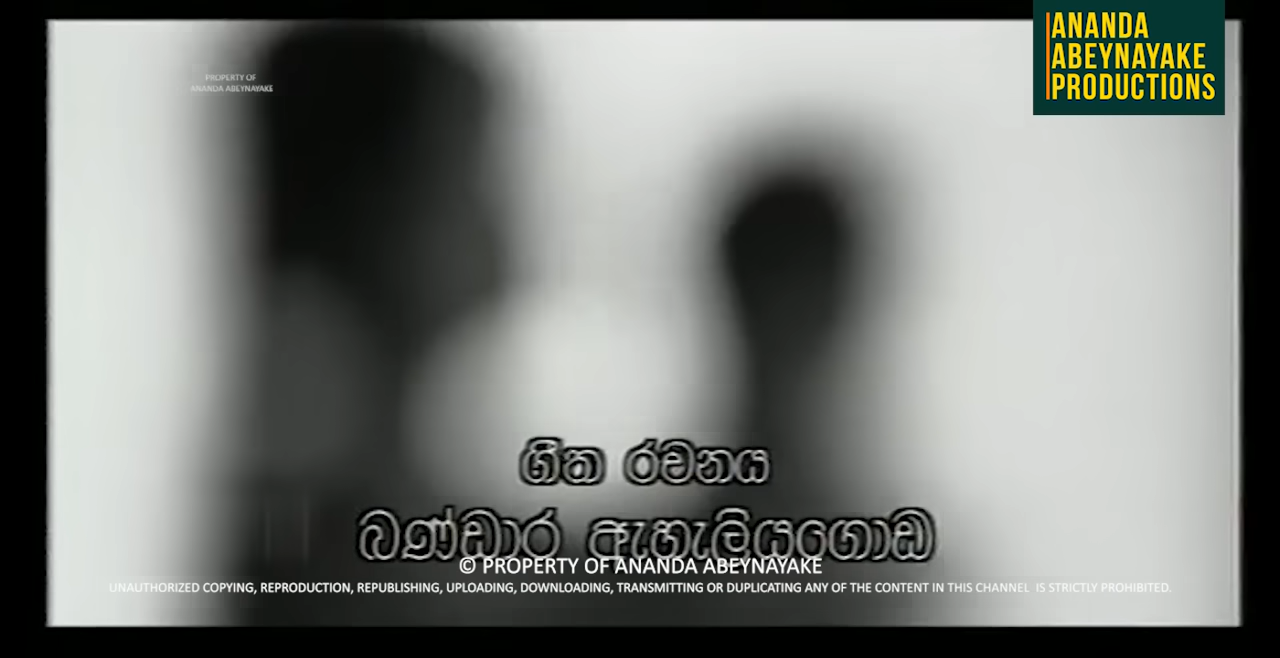 ANANDA
ABEYNAYAKE
PRODUCTIONS
PROPERTY OF
ANANDA ABEYNAYAKE
ගීත රචනය
බණ්ඩාර ඇහැලියගොඩ
© PROPERTY OF ANANDA ABEYNAYAKE
UNAUTHORIZED COPYING, REPRODUCTION, REPUBLISHING, UPLOADING, DOWNLOADING, TRANSMITTING OR DUPLICATING ANY OF THE CONTENT IN THIS CHANNEL IS STRICTLY PROHIBITED.